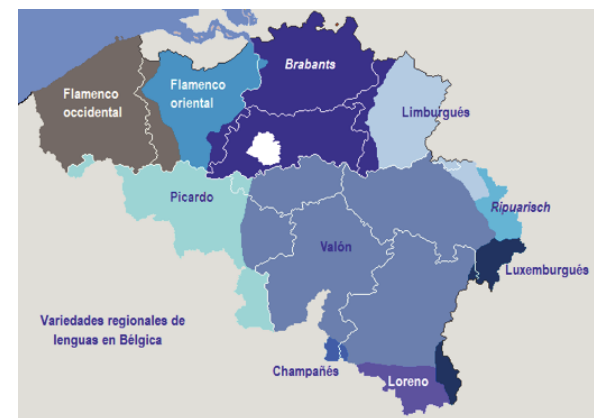 Brabants
Flamenco
occidental
Flamenco
oriental
Limburgués
Picardo
Ripuarisch
Valón
Luxemburgués
Variedades regionales de
lenguas en Bélgica
Champañés
Loreno